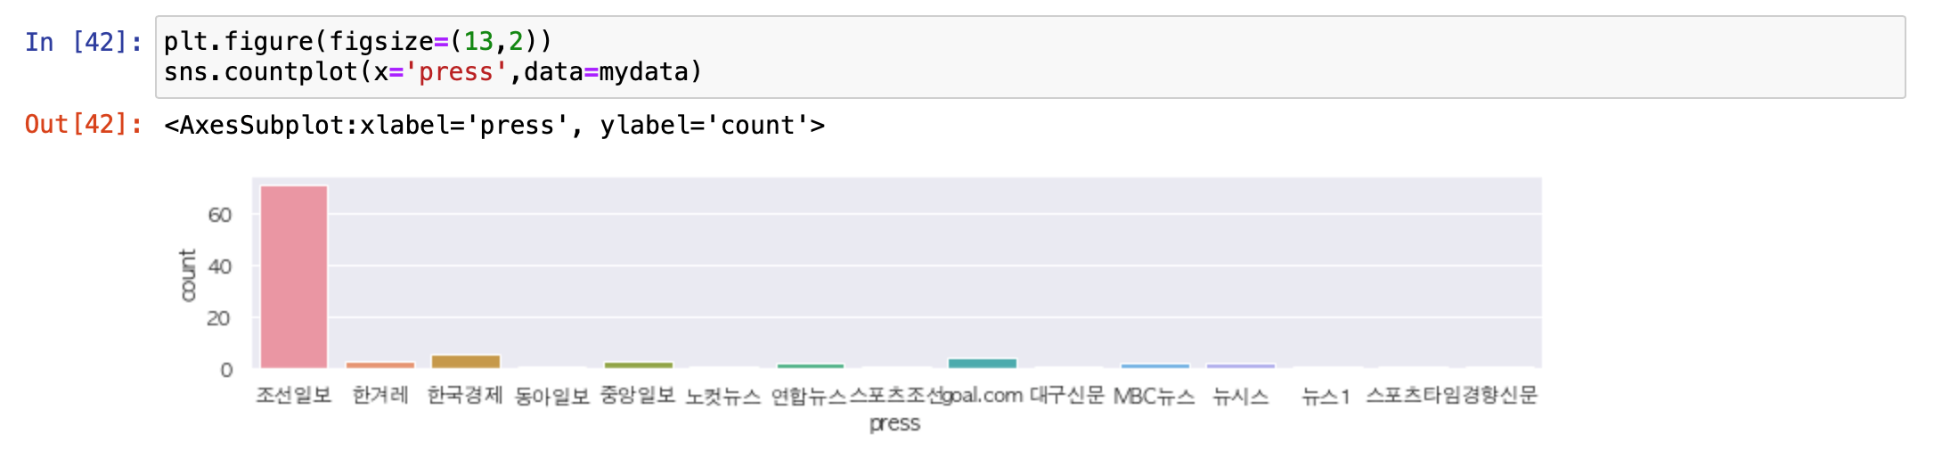 In [42]: plt.figure(figsize=(13,2))
sns.countplot(x='press',data=mydata)
Out[42]: <AxesSubplot:xlabel='press', ylabel='count'>
60
40
20
0
count
조선일보 한겨레 한국경제 동아일보 중앙일보 노컷뉴스 연합뉴스 스포츠조선 goal.com 대구신문 MBC뉴스 뉴시스 뉴스1 스포츠타임 경향신문
press